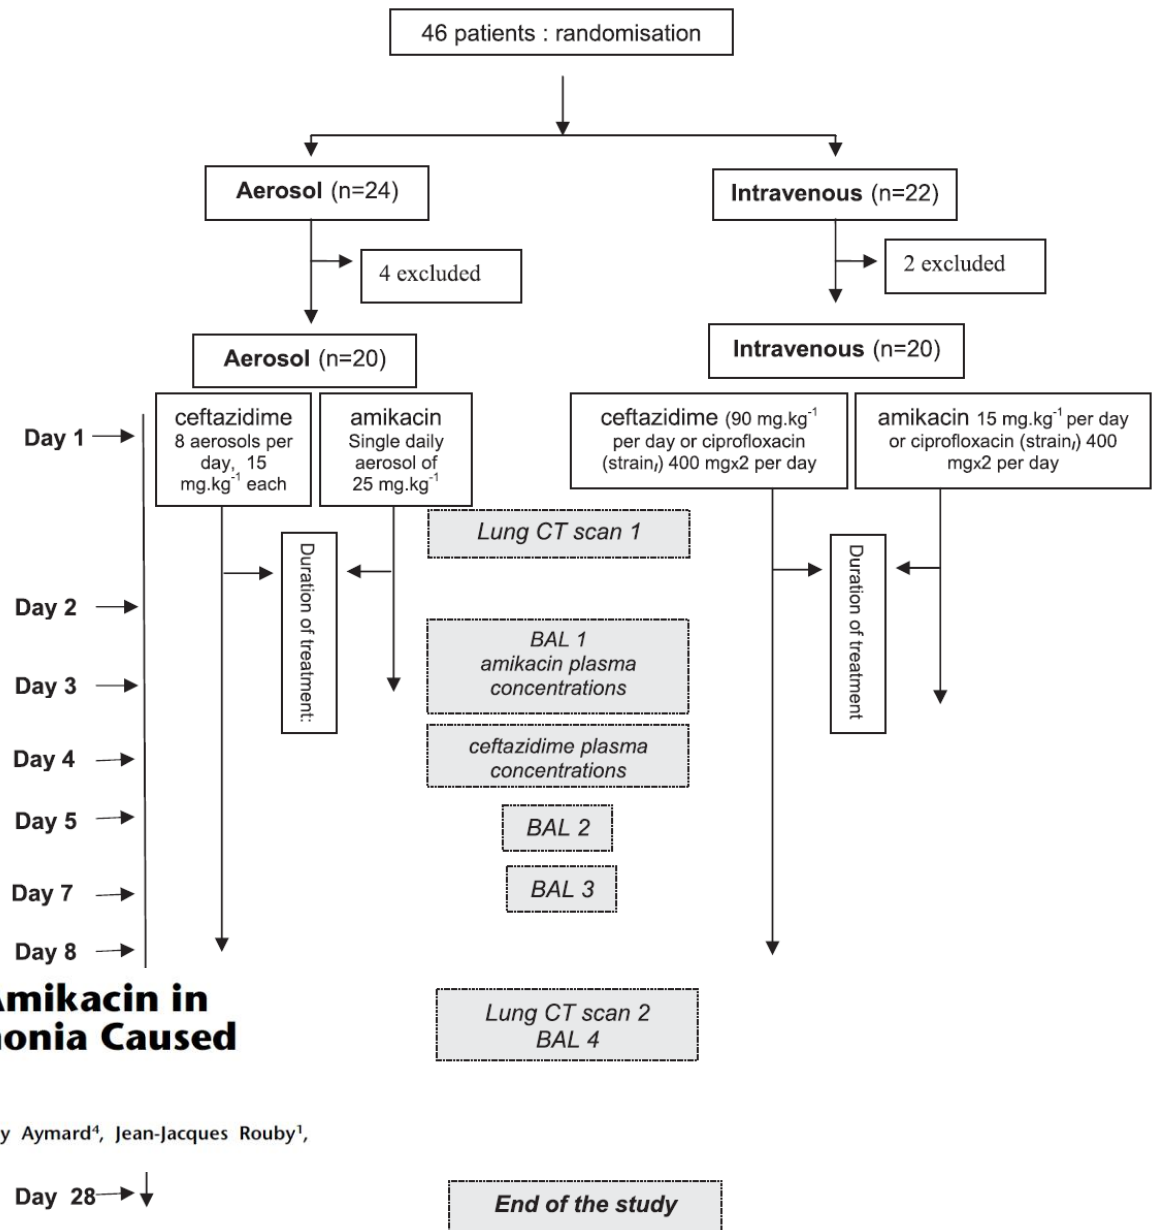 46 patients : randomisation
Aerosol (n=24)
Intravenous (n=22)
4 excluded
2 excluded
Aerosol (n=20)
Intravenous (n=20)
ceftazidime
8 aerosols per
day, 15
mg.kg⁻¹ each
amikacin
Single daily
aerosol of
25 mg.kg⁻¹
ceftazidime (90 mg.kg⁻¹
per day or ciprofloxacin
(strainI) 400 mgx2 per day
amikacin 15 mg.kg⁻¹ per day
or ciprofloxacin (strainI) 400
mgx2 per day
Day 1
Lung CT scan 1
Duration of treatment:
Duration of treatment
Day 2
BAL 1
amikacin plasma
concentrations
Day 3
ceftazidime plasma
concentrations
Day 4
Day 5
BAL 2
Day 7
BAL 3
Day 8
Amikacin in
onia Caused
Lung CT scan 2
BAL 4
y Aymard⁴, Jean-Jacques Rouby¹,
Day 28
End of the study